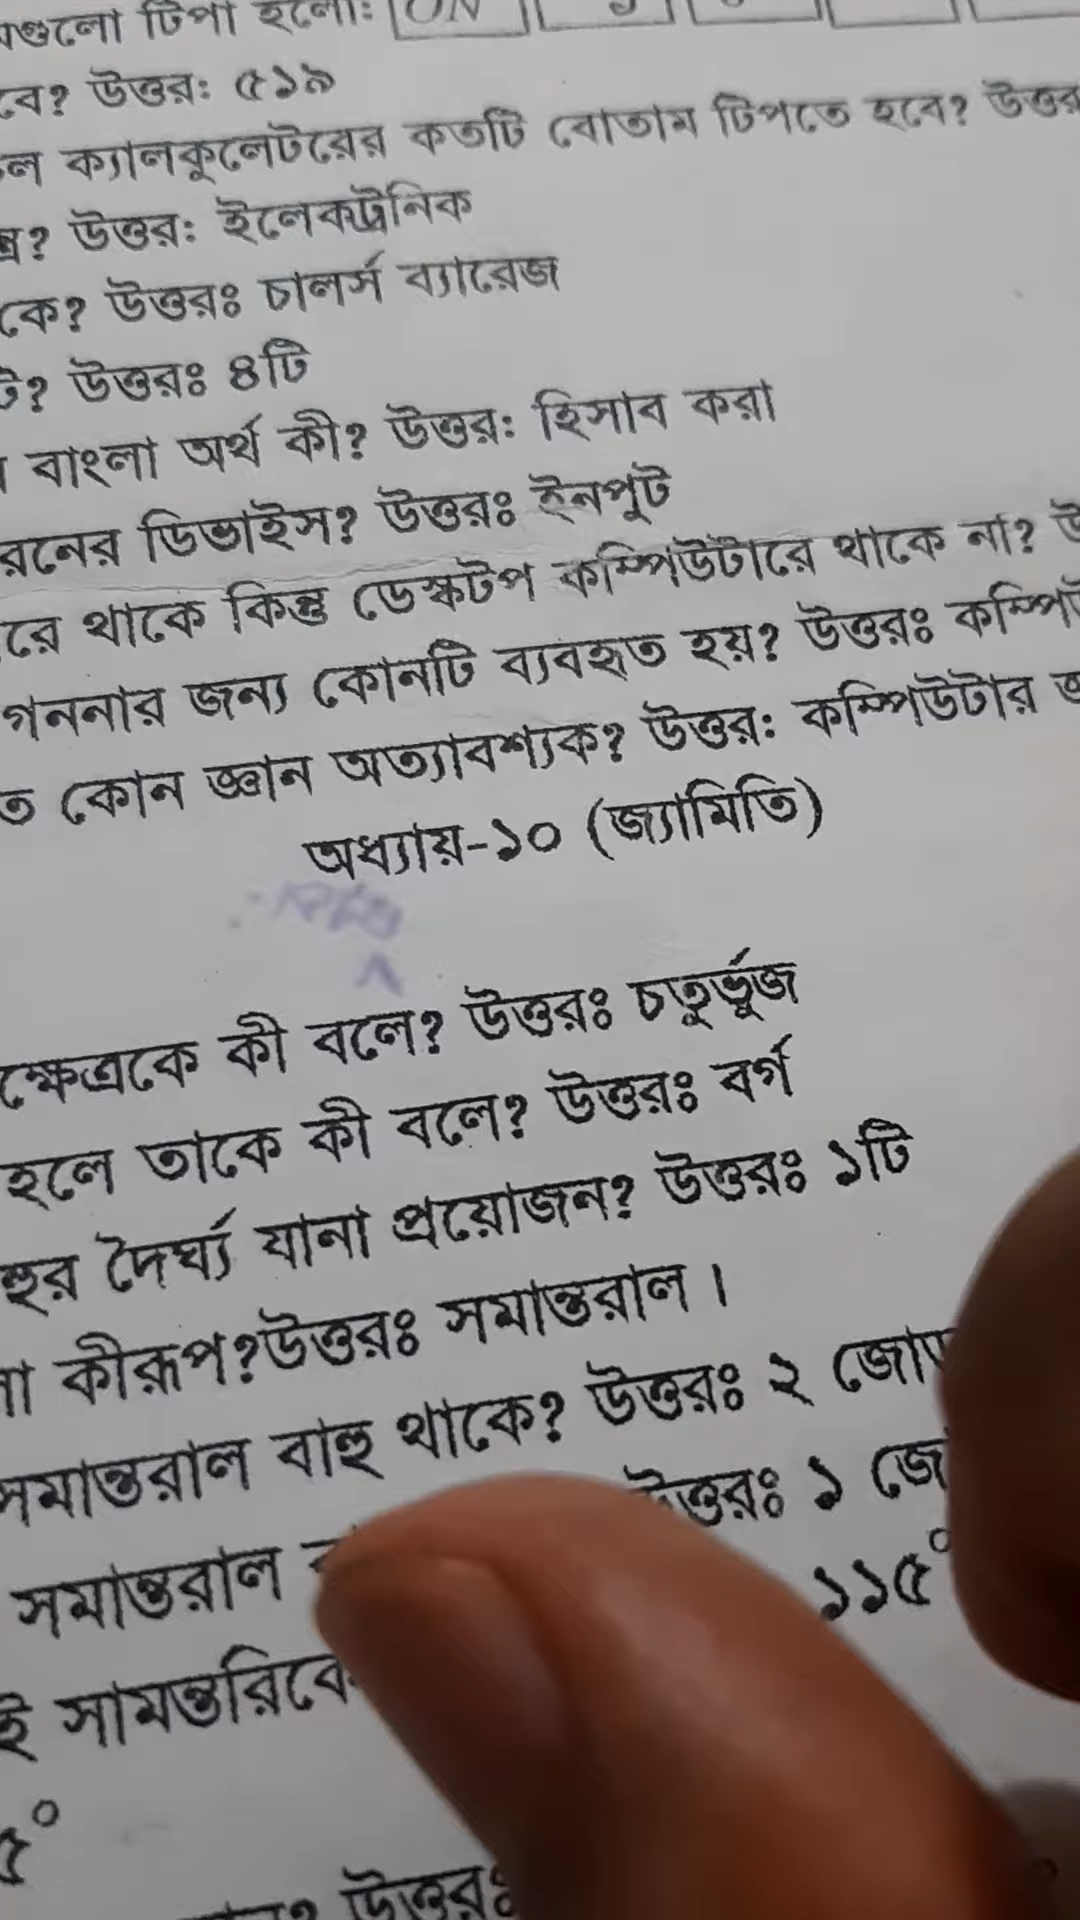 টিপা হলো: ON
বে? উত্তর: ৫১৯
ক্যালকুলেটরের কতটি বোতাম টিপতে হবে? উত্তর
উত্তর: ইলেকট্রনিক
কে? উত্তরঃ চালর্স ব্যারেজ
উত্তরঃ ৪টি
বাংলা অর্থ কী? উত্তর: হিসাব করা
রনের ডিভাইস? উত্তরঃ ইনপুট
রে থাকে কিন্তু ডেস্কটপ কম্পিউটারে থাকে না?
গননার জন্য কোনটি ব্যবহৃত হয়? উত্তরঃ কম্পিউ
ত কোন জ্ঞান অত্যাবশ্যক? উত্তর: কম্পিউটার
অধ্যায়-১০ (জ্যামিতি)
ক্ষেত্রকে কী বলে? উত্তরঃ চতুর্ভুজ
হলে তাকে কী বলে? উত্তরঃ বর্গ
হুর দৈর্ঘ্য যানা প্রয়োজন? উত্তরঃ ১টি
কীরূপ?উত্তরঃ সমান্তরাল।
সমান্তরাল বাহু থাকে? উত্তরঃ ২ জোড়
সমান্তরাল উত্তরঃ ১ জো
ই সামন্তরিকে ১১৫°
৫°
উত্তরঃ